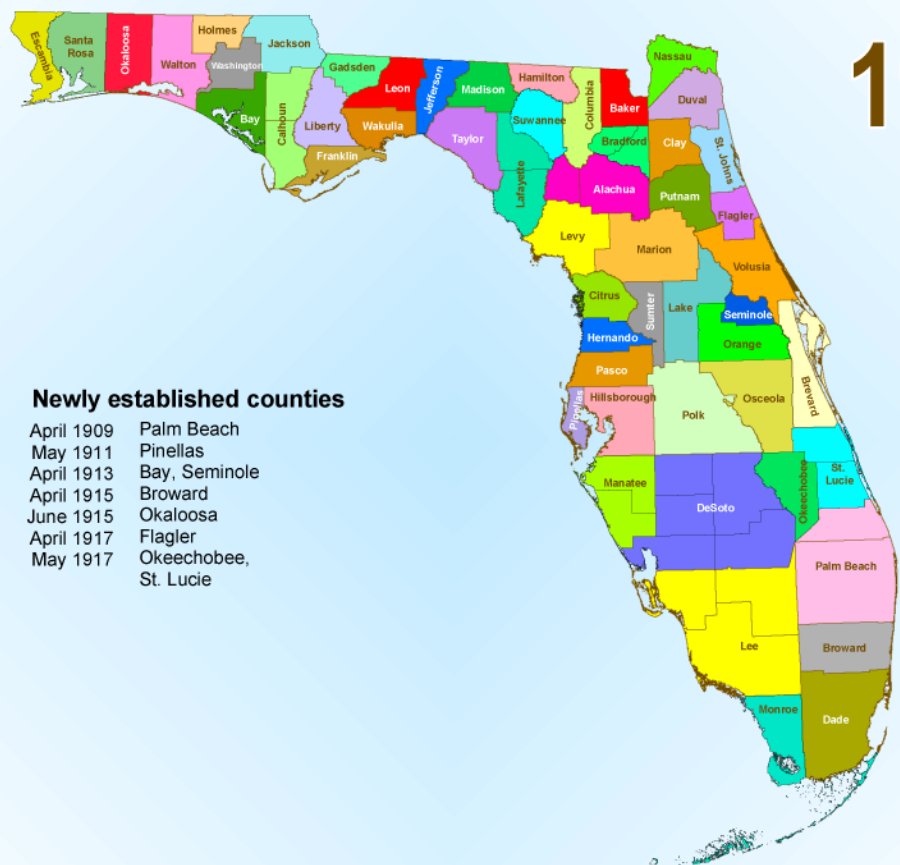 1
Escambia
Santa
Rosa
Okaloosa
Walton
Holmes
Washington
Jackson
Bay
Calhoun
Gadsden
Liberty
Franklin
Leon
Wakulla
Jefferson
Madison
Taylor
Hamilton
Suwannee
Lafayette
Columbia
Baker
Bradford
Nassau
Duval
Clay
St. Johns
Alachua
Putnam
Flagler
Levy
Marion
Volusia
Citrus
Sumter
Lake
Seminole
Hernando
Orange
Pasco
Pinellas
Hillsborough
Polk
Osceola
Brevard
Manatee
DeSoto
Okeechobee
St.
Lucie
Palm Beach
Lee
Broward
Monroe
Dade
Newly established counties
April 1909 Palm Beach
May 1911 Pinellas
April 1913 Bay, Seminole
April 1915 Broward
June 1915 Okaloosa
April 1917 Flagler
May 1917 Okeechobee,
St. Lucie